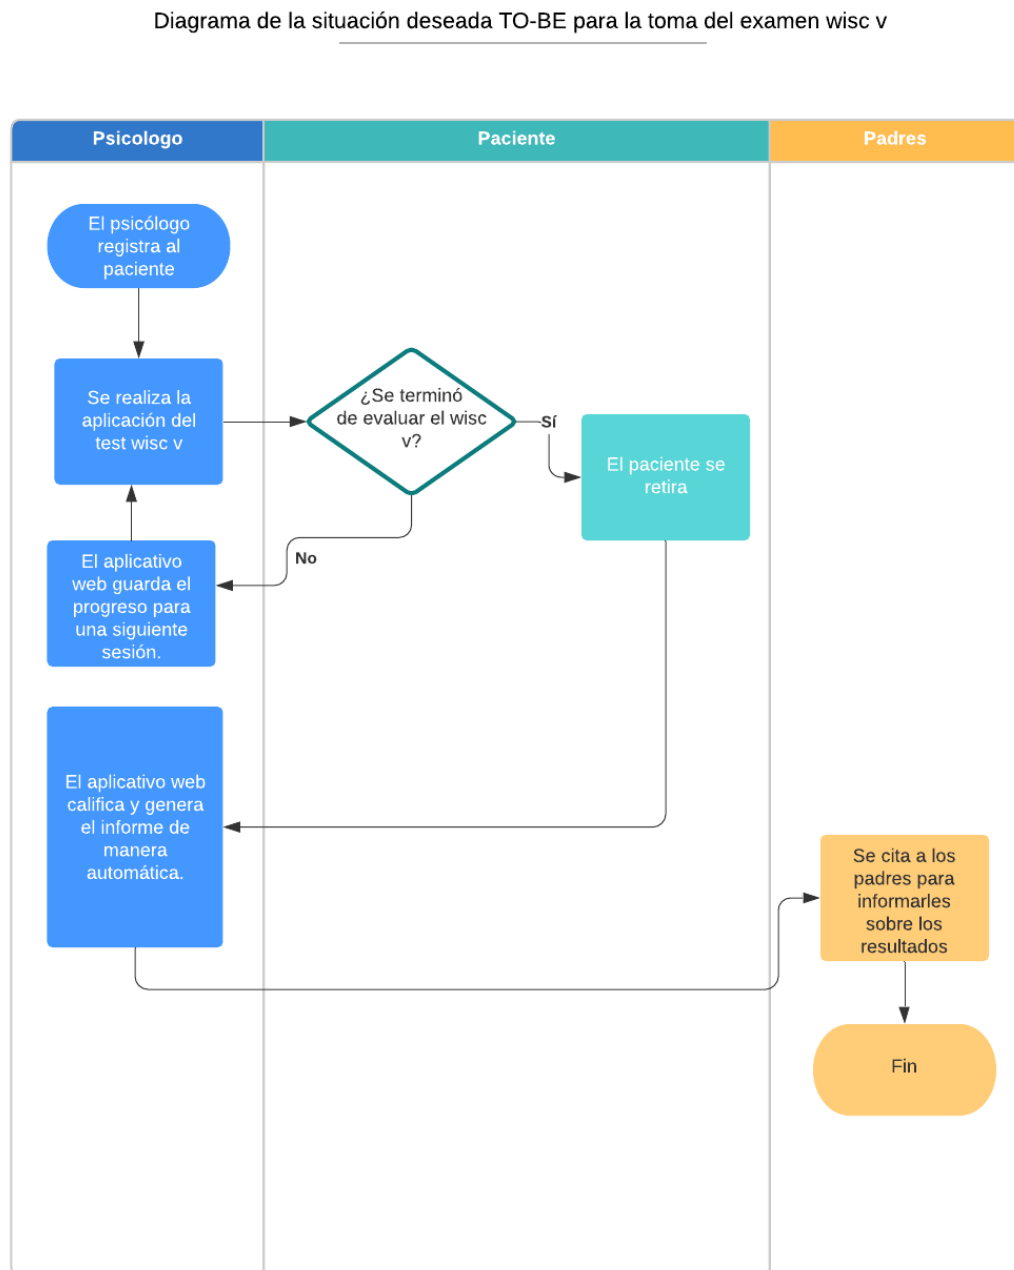 Diagrama de la situación deseada TO-BE para la toma del examen wisc v
Psicologo
Paciente
Padres
El psicólogo
registra al
paciente
Se realiza la
aplicación del
test wisc v
¿Se terminó
de evaluar el wisc
v?
Sí
El paciente se
retira
No
El aplicativo
web guarda el
progreso para
una siguiente
sesión.
El aplicativo web
califica y genera
el informe de
manera
automática.
Se cita a los
padres para
informarles
sobre los
resultados
Fin